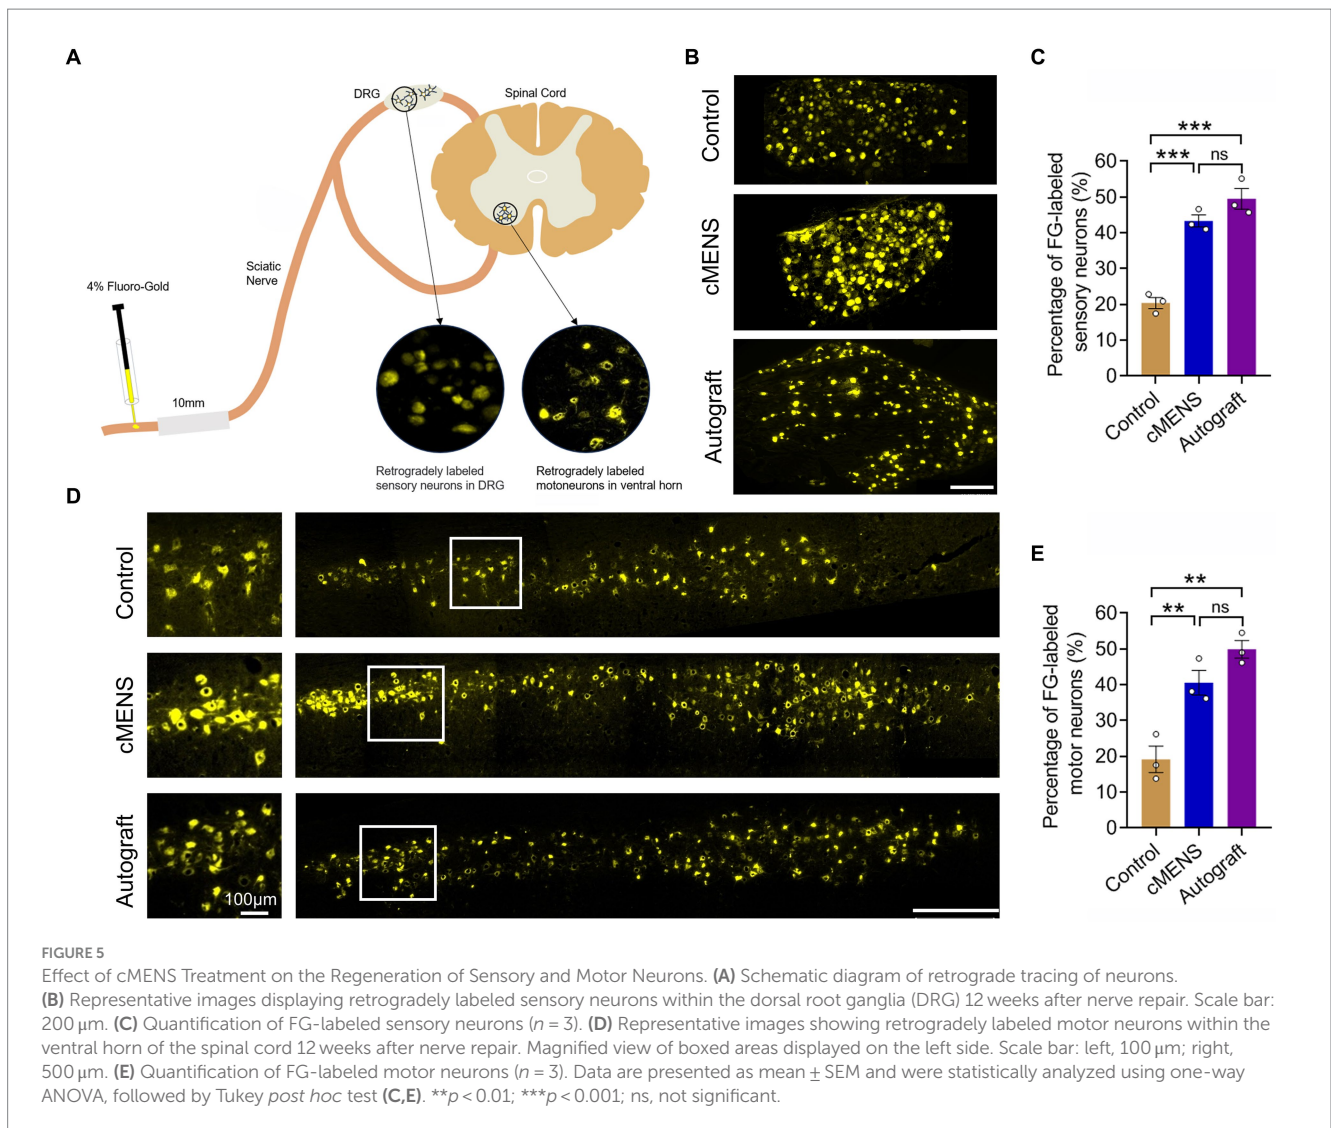 A
DRG
Spinal Cord
Sciatic
Nerve
4% Fluoro-Gold
10mm
Retrogradely labeled
sensory neurons in DRG
Retrogradely labeled
motoneurons in ventral horn
B
Control
cMENS
Autograft
C
Percentage of FG-labeled
sensory neurons (%)
60
50
40
30
20
10
0
***
***
ns
Control
cMENS
Autograft
D
Control
cMENS
Autograft
100µm
E
Percentage of FG-labeled
motor neurons (%)
60
50
40
30
20
10
0
**
**
ns
Control
cMENS
Autograft
FIGURE 5
Effect of cMENS Treatment on the Regeneration of Sensory and Motor Neurons. (A) Schematic diagram of retrograde tracing of neurons.
(B) Representative images displaying retrogradely labeled sensory neurons within the dorsal root ganglia (DRG) 12 weeks after nerve repair. Scale bar:
200 µm. (C) Quantification of FG-labeled sensory neurons (n = 3). (D) Representative images showing retrogradely labeled motor neurons within the
ventral horn of the spinal cord 12 weeks after nerve repair. Magnified view of boxed areas displayed on the left side. Scale bar: left, 100 µm; right,
500 µm. (E) Quantification of FG-labeled motor neurons (n = 3). Data are presented as mean ± SEM and were statistically analyzed using one-way
ANOVA, followed by Tukey post hoc test (C,E). **p < 0.01; ***p < 0.001; ns, not significant.